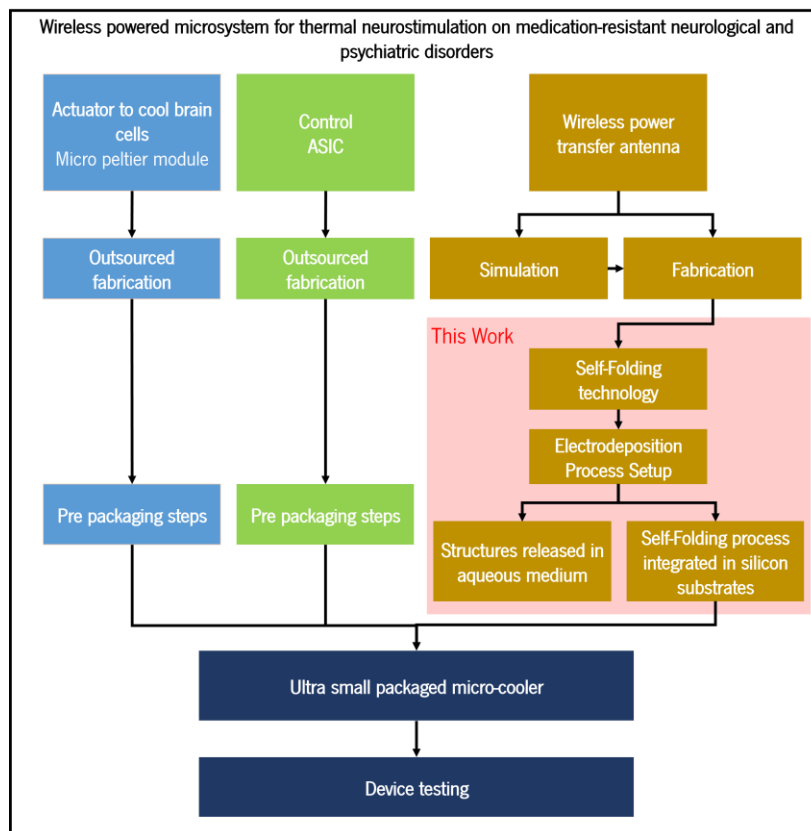 Wireless powered microsystem for thermal neurostimulation on medication-resistant neurological and
psychiatric disorders
Actuator to cool brain
cells
Micro peltier module
Control
ASIC
Wireless power
transfer antenna
Outsourced
fabrication
Outsourced
fabrication
Simulation
Fabrication
This Work
Self-Folding
technology
Electrodeposition
Process Setup
Pre packaging steps
Pre packaging steps
Structures released in
aqueous medium
Self-Folding process
integrated in silicon
substrates
Ultra small packaged micro-cooler
Device testing